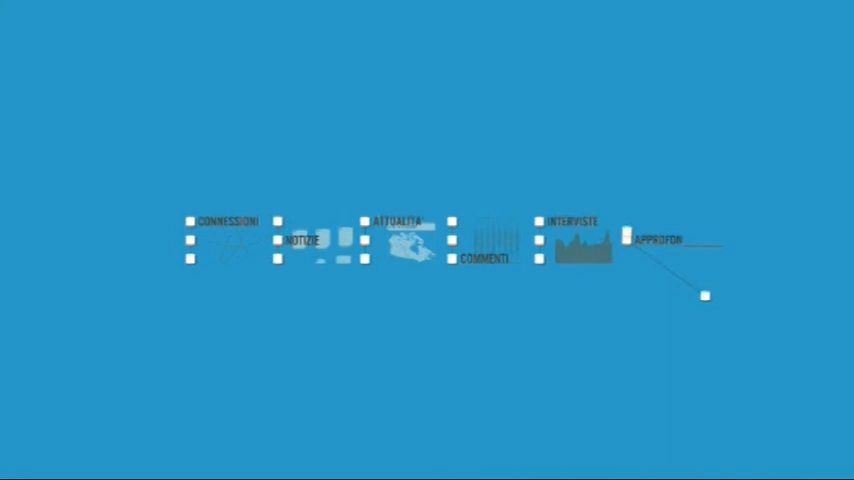 CONNESSIONI
NOTIZIE
ATTUALITA'
COMMENTI
INTERVISTE
APPROFON